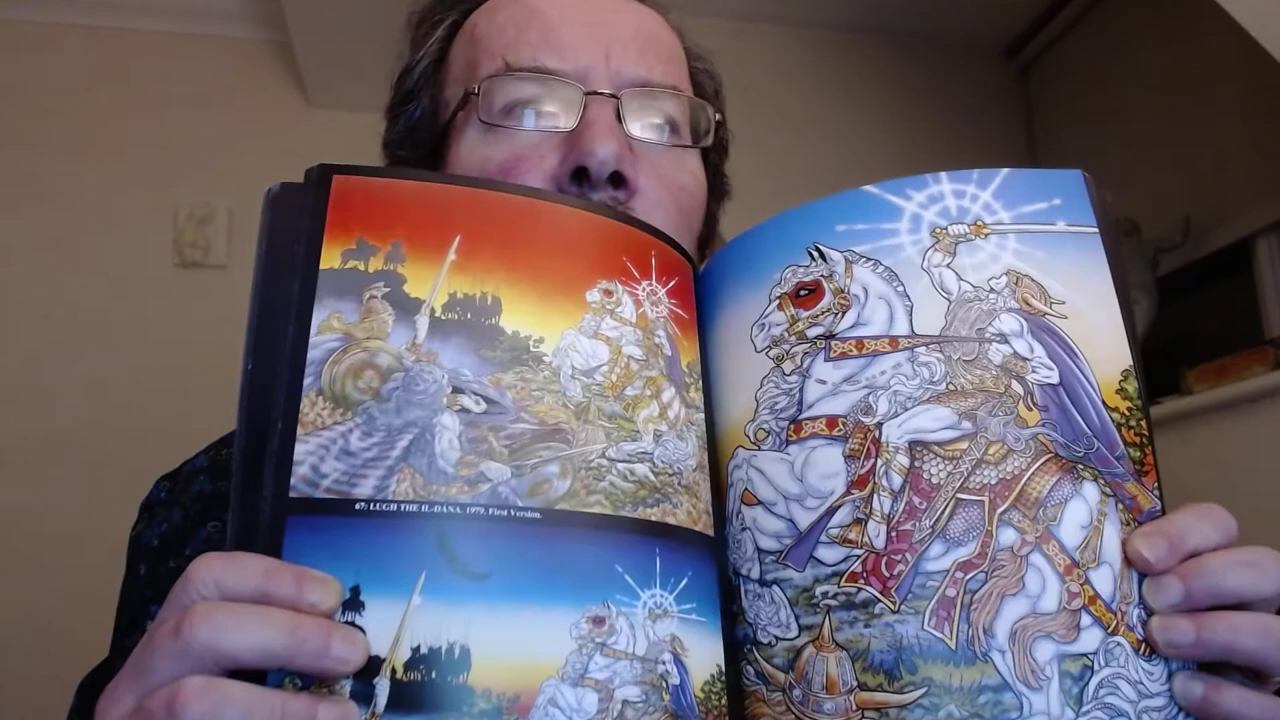 67: LUGH THE IL-DÁNA. 1979. First Version.